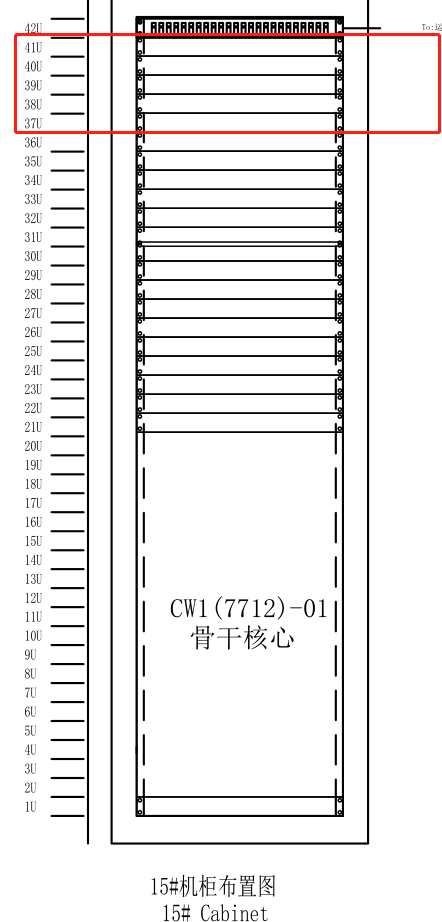 42U
To:运
41U
40U
39U
38U
37U
36U
35U
34U
33U
32U
31U
30U
29U
28U
27U
26U
25U
24U
23U
22U
21U
20U
19U
18U
17U
16U
15U
14U
13U
12U
11U
10U
9U
8U
7U
6U
5U
4U
3U
2U
1U
CW1(7712)-01
骨干核心
15#机柜布置图
15# Cabinet